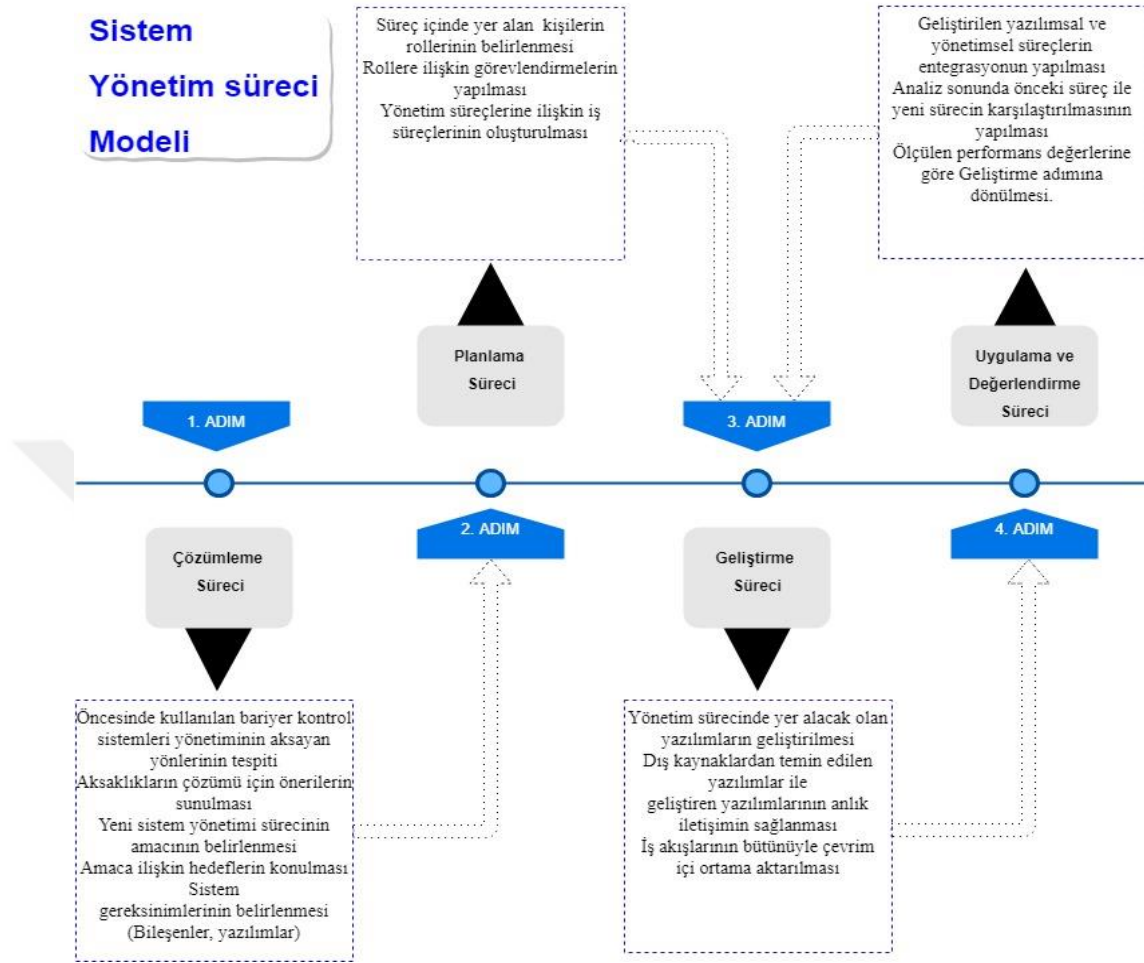 Sistem
Yönetim süreci
Modeli
Süreç içinde yer alan kişilerin
rollerinin belirlenmesi
Rollere ilişkin görevlendirmelerin
yapılması
Yönetim süreçlerine ilişkin iş
süreçlerinin oluşturulması
Geliştirilen yazılımsal ve
yönetimsel süreçlerin
entegrasyonun yapılması
Analiz sonunda önceki süreç ile
yeni sürecin karşılaştırılmasının
yapılması
Ölçülen performans değerlerine
göre Geliştirme adımına
dönülmesi.
Planlama
Süreci
Uygulama ve
Değerlendirme
Süreci
1. ADIM
3. ADIM
2. ADIM
4. ADIM
Çözümleme
Süreci
Geliştirme
Süreci
Öncesinde kullanılan bariyer kontrol
sistemleri yönetiminin aksayan
yönlerinin tespiti
Aksaklıkların çözümü için önerilerin
sunulması
Yeni sistem yönetimi sürecinin
amacının belirlenmesi
Amaca ilişkin hedeflerin konulması
Sistem
gereksinimlerinin belirlenmesi
(Bileşenler, yazılımlar)
Yönetim sürecinde yer alacak olan
yazılımların geliştirilmesi
Dış kaynaklardan temin edilen
yazılımlar ile
geliştiren yazılımlarının anlık
iletişimin sağlanması
İş akışlarının bütünüyle çevrim
içi ortama aktarılması